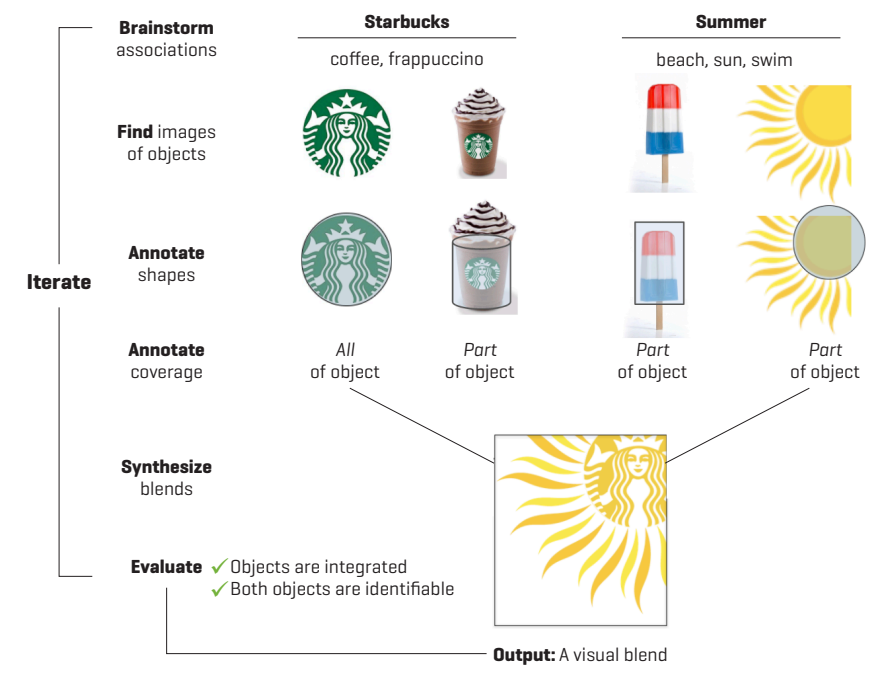 Brainstorm
associations
Starbucks
Summer
coffee, frappuccino
beach, sun, swim
Find images
of objects
Annotate
shapes
Iterate
Annotate
coverage
All
of object
Part
of object
Part
of object
Part
of object
Synthesize
blends
Evaluate ✓ Objects are integrated
✓ Both objects are identifiable
Output: A visual blend